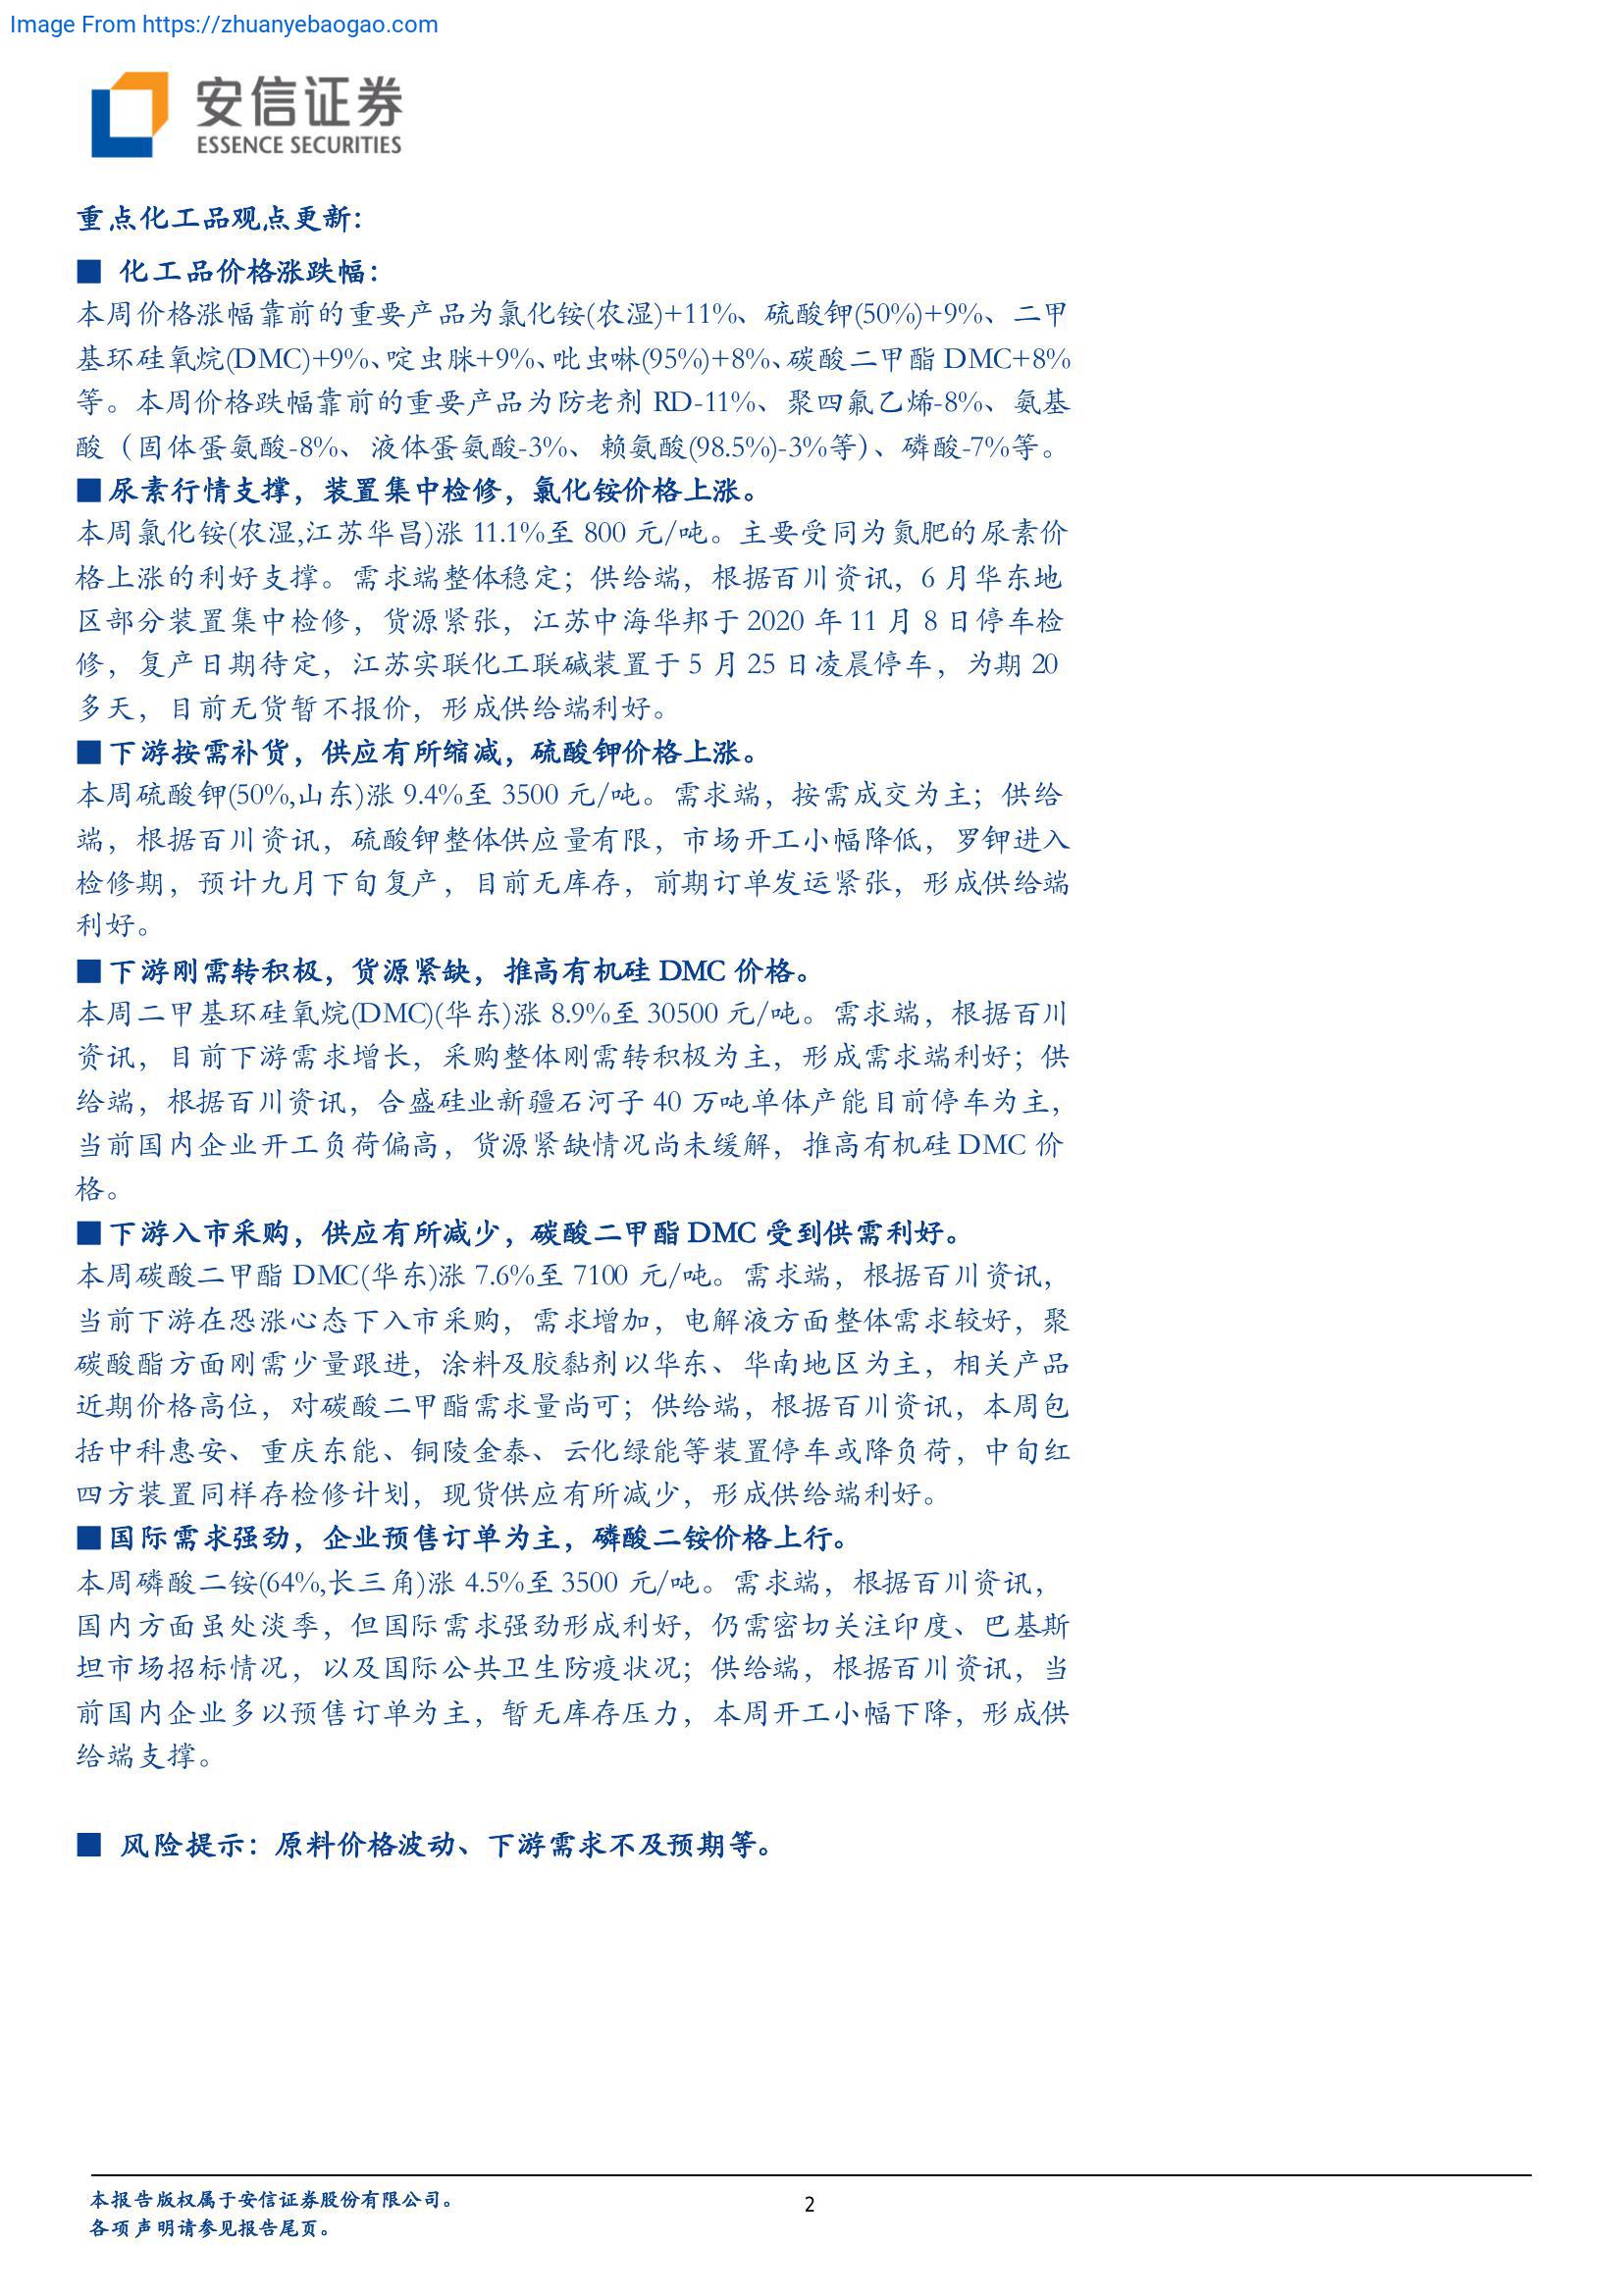 Image From https://zhuanyebaogao.com
安信证券
ESSENCE SECURITIES
重点化工品观点更新：
■ 化工品价格涨跌幅：
本周价格涨幅靠前的重要产品为氯化铵(农湿)+11%、硫酸钾(50%)+9%、二甲
基环硅氧烷(DMC)+9%、啶虫脒+9%、吡虫啉(95%)+8%、碳酸二甲酯 DMC+8%
等。本周价格跌幅靠前的重要产品为防老剂 RD-11%、聚四氟乙烯-8%、氨基
酸（固体蛋氨酸-8%、液体蛋氨酸-3%、赖氨酸(98.5%)-3%等）、磷酸-7%等。
■尿素行情支撑，装置集中检修，氯化铵价格上涨。
本周氯化铵(农湿,江苏华昌)涨 11.1%至 800 元/吨。主要受同为氮肥的尿素价
格上涨的利好支撑。需求端整体稳定；供给端，根据百川资讯，6 月华东地
区部分装置集中检修，货源紧张，江苏中海华邦于 2020 年 11 月 8 日停车检
修，复产日期待定，江苏实联化工联碱装置于 5 月 25 日凌晨停车，为期 20
多天，目前无货暂不报价，形成供给端利好。
■下游按需补货，供应有所缩减，硫酸钾价格上涨。
本周硫酸钾(50%,山东)涨 9.4%至 3500 元/吨。需求端，按需成交为主；供给
端，根据百川资讯，硫酸钾整体供应量有限，市场开工小幅降低，罗钾进入
检修期，预计九月下旬复产，目前无库存，前期订单发运紧张，形成供给端
利好。
■下游刚需转积极，货源紧缺，推高有机硅 DMC 价格。
本周二甲基环硅氧烷(DMC)(华东)涨 8.9%至 30500 元/吨。需求端，根据百川
资讯，目前下游需求增长，采购整体刚需转积极为主，形成需求端利好；供
给端，根据百川资讯，合盛硅业新疆石河子 40 万吨单体产能目前停车为主，
当前国内企业开工负荷偏高，货源紧缺情况尚未缓解，推高有机硅 DMC 价
格。
■下游入市采购，供应有所减少，碳酸二甲酯 DMC 受到供需利好。
本周碳酸二甲酯 DMC(华东)涨 7.6%至 7100 元/吨。需求端，根据百川资讯，
当前下游在恐涨心态下入市采购，需求增加，电解液方面整体需求较好，聚
碳酸酯方面刚需少量跟进，涂料及胶黏剂以华东、华南地区为主，相关产品
近期价格高位，对碳酸二甲酯需求量尚可；供给端，根据百川资讯，本周包
括中科惠安、重庆东能、铜陵金泰、云化绿能等装置停车或降负荷，中旬红
四方装置同样存检修计划，现货供应有所减少，形成供给端利好。
■国际需求强劲，企业预售订单为主，磷酸二铵价格上行。
本周磷酸二铵(64%,长三角)涨 4.5%至 3500 元/吨。需求端，根据百川资讯，
国内方面虽处淡季，但国际需求强劲形成利好，仍需密切关注印度、巴基斯
坦市场招标情况，以及国际公共卫生防疫状况；供给端，根据百川资讯，当
前国内企业多以预售订单为主，暂无库存压力，本周开工小幅下降，形成供
给端支撑。
■ 风险提示：原料价格波动、下游需求不及预期等。
本报告版权属于安信证券股份有限公司。
各项声明请参见报告尾页。
2